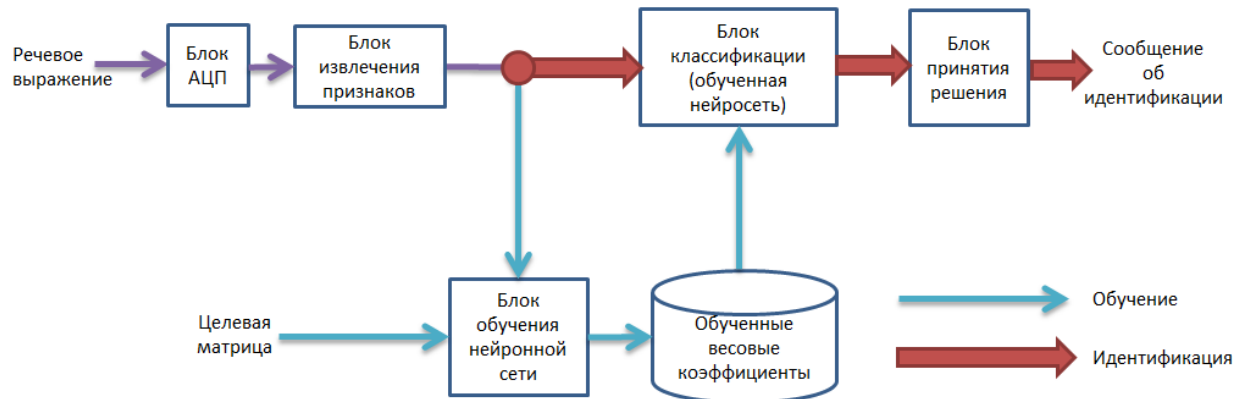 Речевое
выражение
Блок
АЦП
Блок
извлечения
признаков
Блок
классификации
(обученная
нейросеть)
Блок
принятия
решения
Сообщение
об
идентификации
Целевая
матрица
Блок
обучения
нейронной
сети
Обученные
весовые
коэффициенты
Обучение
Идентификация